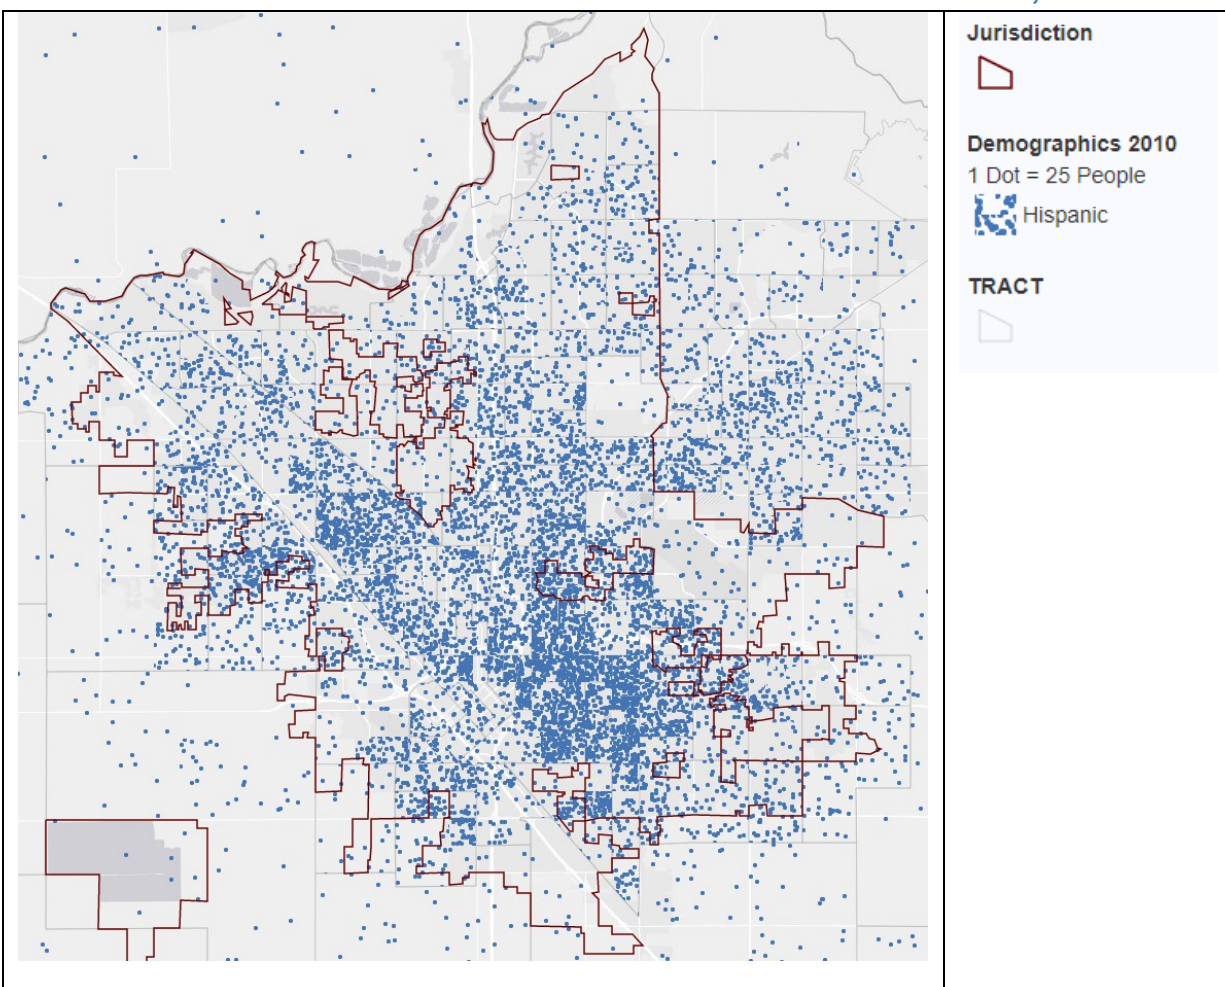 Jurisdiction
Demographics 2010
1 Dot = 25 People
Hispanic
TRACT